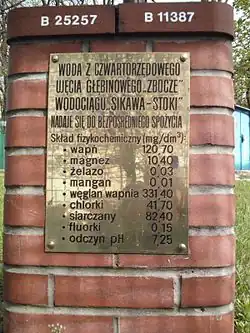 B 25257 B 11387
WODA Z CZWARTORZĘDOWEGO
UJĘCIA GŁĘBINOWEGO „ZBOCZE”
WODOCIĄGU „SIKAWA-STOKI”
NADAJE SIĘ DO BEZPOŚREDNIEGO SPOŻYCIA
Skład fizykochemiczny (mg/dm³):
• wapń 126,70
• magnez 10,40
• żelazo 0,03
• mangan 0,01
• węglan wapnia 331,40
• chlorki 41,70
• siarczany 82,40
• fluorki 0,15
• odczyn pH 7,25